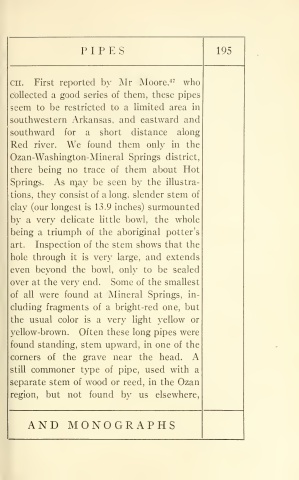 PIPES 195
CII. First reported by Mr Moore,⁴⁷ who
collected a good series of them, these pipes
seem to be restricted to a limited area in
southwestern Arkansas, and eastward and
southward for a short distance along
Red river. We found them only in the
Ozan-Washington-Mineral Springs district,
there being no trace of them about Hot
Springs. As may be seen by the illustra-
tions, they consist of a long, slender stem of
clay (our longest is 13.9 inches) surmounted
by a very delicate little bowl, the whole
being a triumph of the aboriginal potter's
art. Inspection of the stem shows that the
hole through it is very large, and extends
even beyond the bowl, only to be sealed
over at the very end. Some of the smallest
of all were found at Mineral Springs, in-
cluding fragments of a bright-red one, but
the usual color is a very light yellow or
yellow-brown. Often these long pipes were
found standing, stem upward, in one of the
corners of the grave near the head. A
still commoner type of pipe, used with a
separate stem of wood or reed, in the Ozan
region, but not found by us elsewhere,
AND MONOGRAPHS